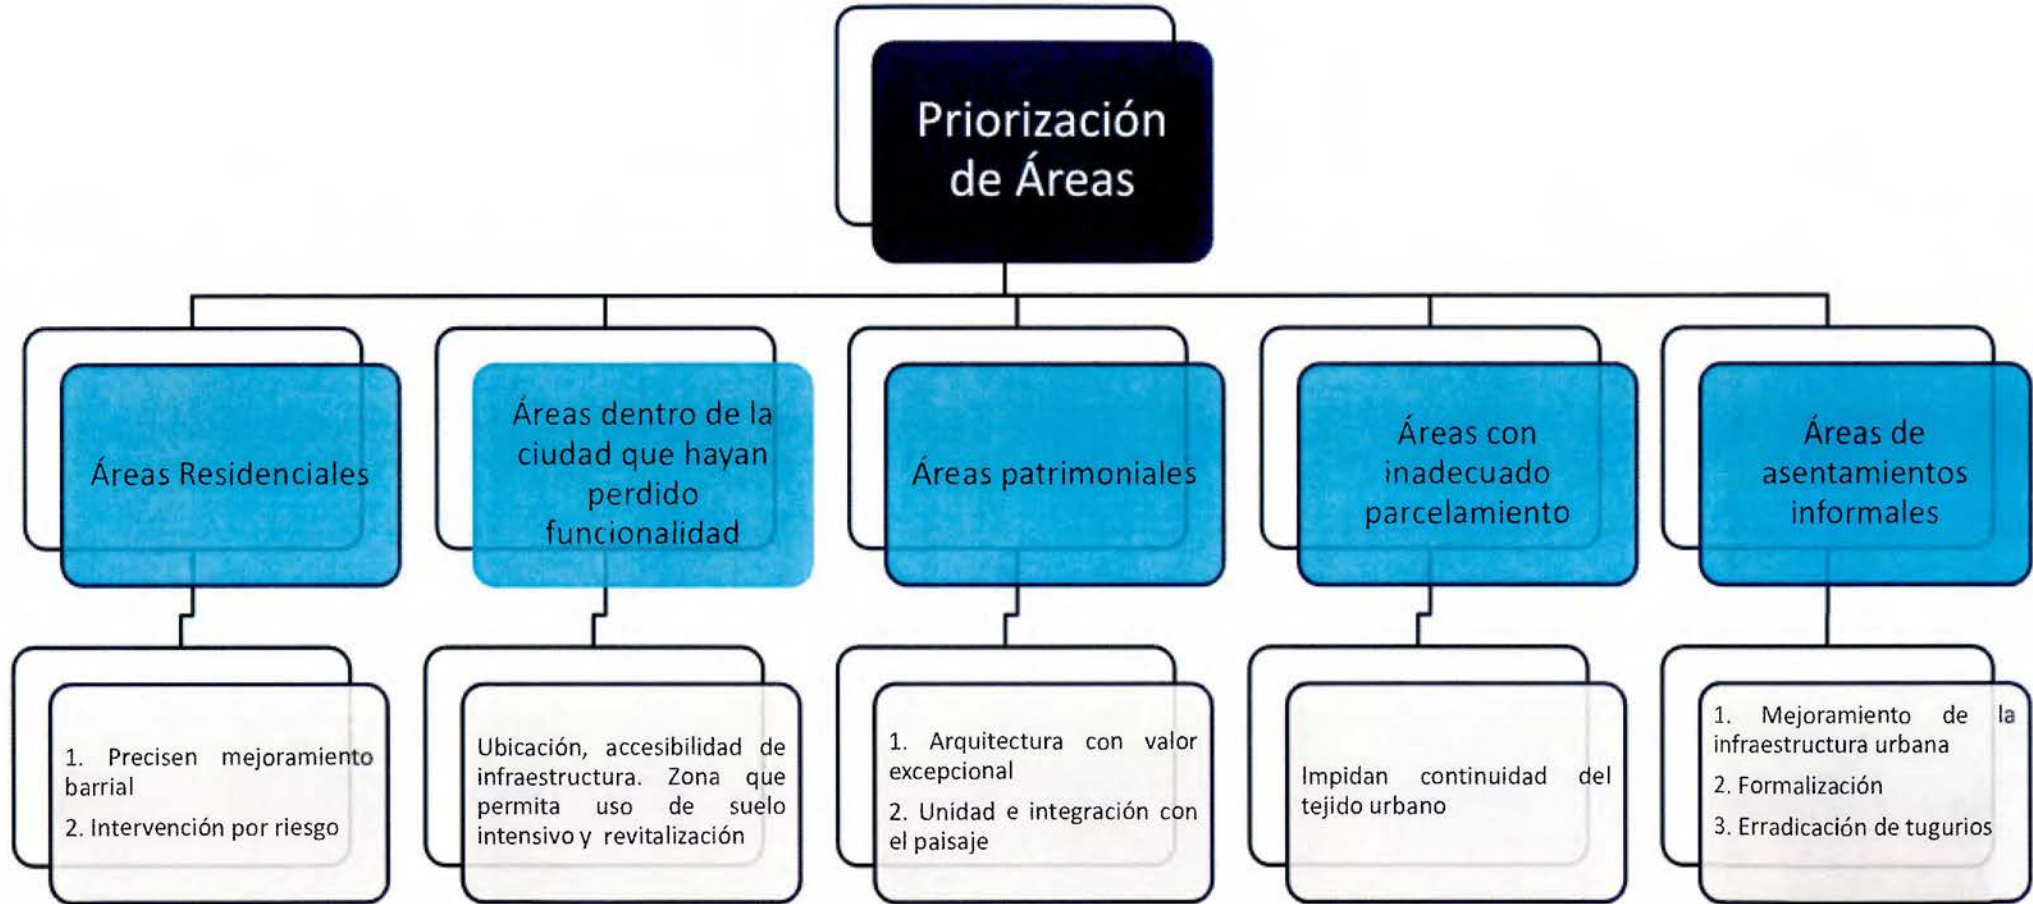 Priorización
de Áreas
Áreas Residenciales
Áreas dentro de la
ciudad que hayan
perdido
funcionalidad
Áreas patrimoniales
Áreas con
inadecuado
parcelamiento
Áreas de
asentamientos
informales
1. Precisen mejoramiento
barrial
2. Intervención por riesgo
Ubicación, accesibilidad de
infraestructura. Zona que
permita uso de suelo
intensivo y revitalización
1. Arquitectura con valor
excepcional
2. Unidad e integración con
el paisaje
Impidan continuidad del
tejido urbano
1. Mejoramiento de la
infraestructura urbana
2. Formalización
3. Erradicación de tugurios